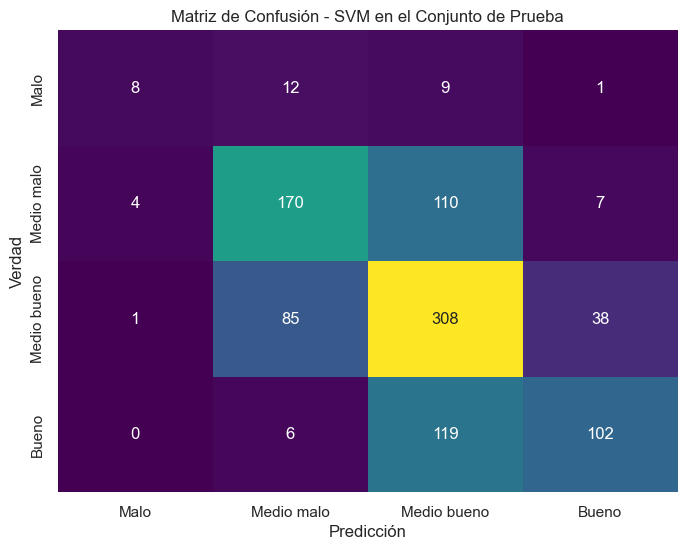 Matriz de Confusión - SVM en el Conjunto de Prueba
Verdad
Malo
8 12 9 1
Medio malo
4 170 110 7
Medio bueno
1 85 308 38
Bueno
0 6 119 102
Malo Medio malo Medio bueno Bueno
Predicción